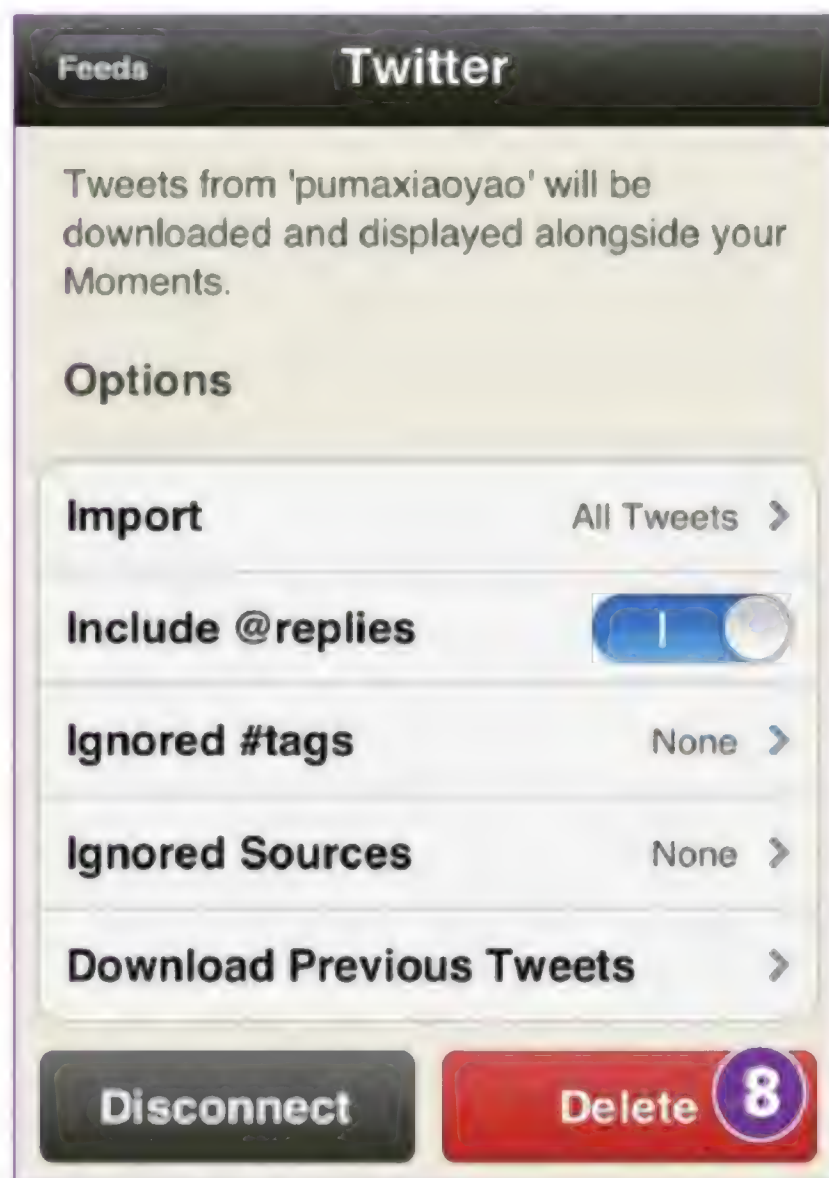 Feeds
Twitter
Tweets from 'pumaxiaoyao' will be
downloaded and displayed alongside your
Moments.
Options
Import All Tweets
Include @replies
Ignored #tags None
Ignored Sources None
Download Previous Tweets
Disconnect Delete 8